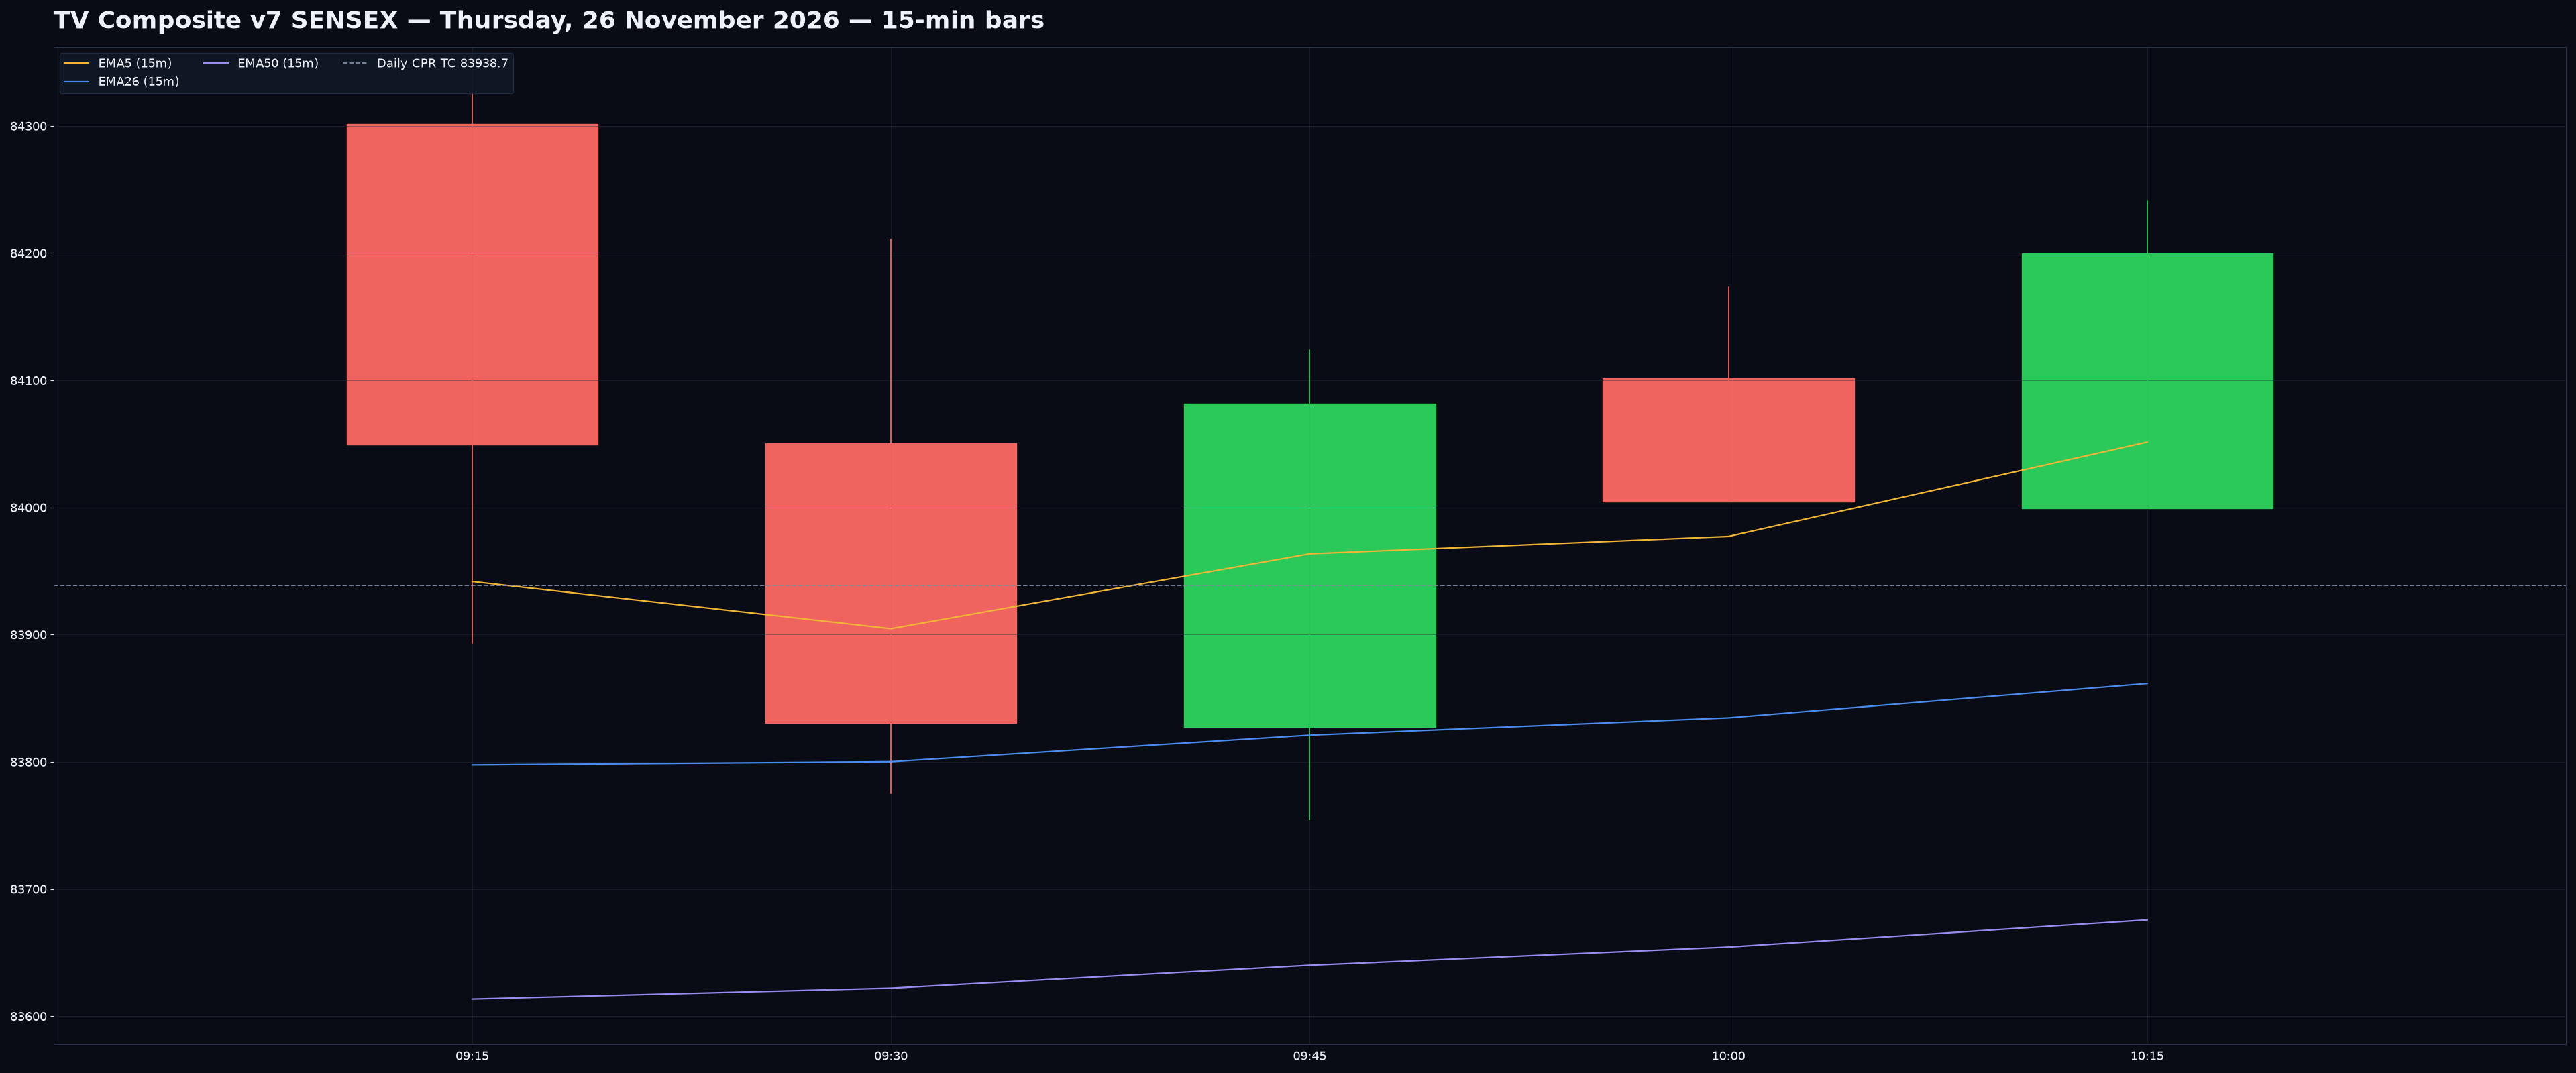 TV Composite v7 SENSEX — Thursday, 26 November 2026 — 15-min bars
EMA5 (15m) EMA50 (15m) Daily CPR TC 83938.7
EMA26 (15m)
84300
84200
84100
84000
83900
83800
83700
83600
09:15 09:30 09:45 10:00 10:15